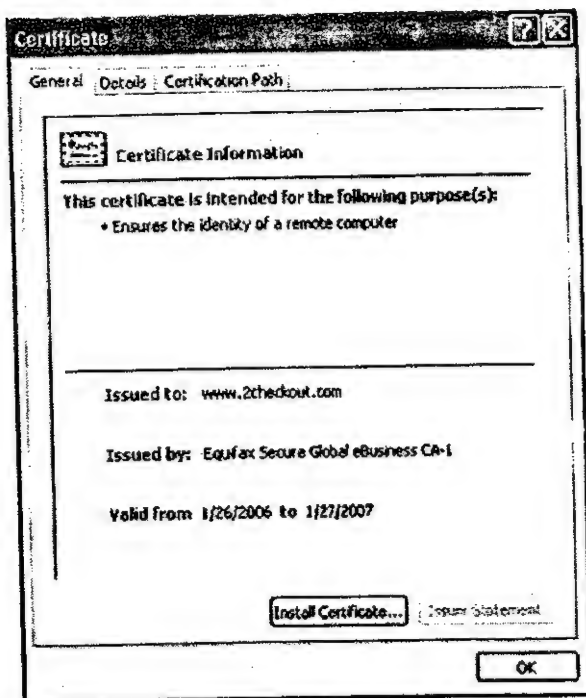 Certificate
General Details Certification Path
Certificate Information
This certificate is intended for the following purpose(s):
• Ensures the identity of a remote computer
Issued to: www.2checkout.com
Issued by: Equifax Secure Global eBusiness CA-1
Valid from 1/26/2006 to 1/27/2007
Install Certificate... Issuer Statement
OK